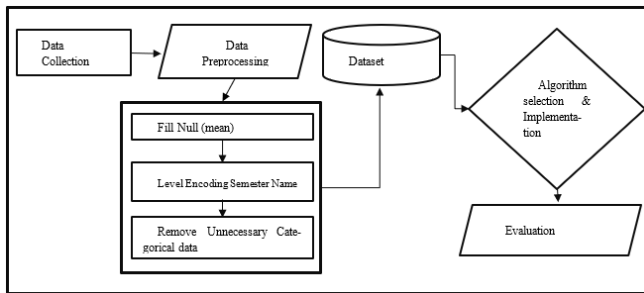 Data
Collection
Data
Preprocessing
Fill Null (mean)
Level Encoding Semester Name
Remove Unnecessary Cate-
gorical data
Dataset
Algorithm
selection &
Implementa-
tion
Evaluation